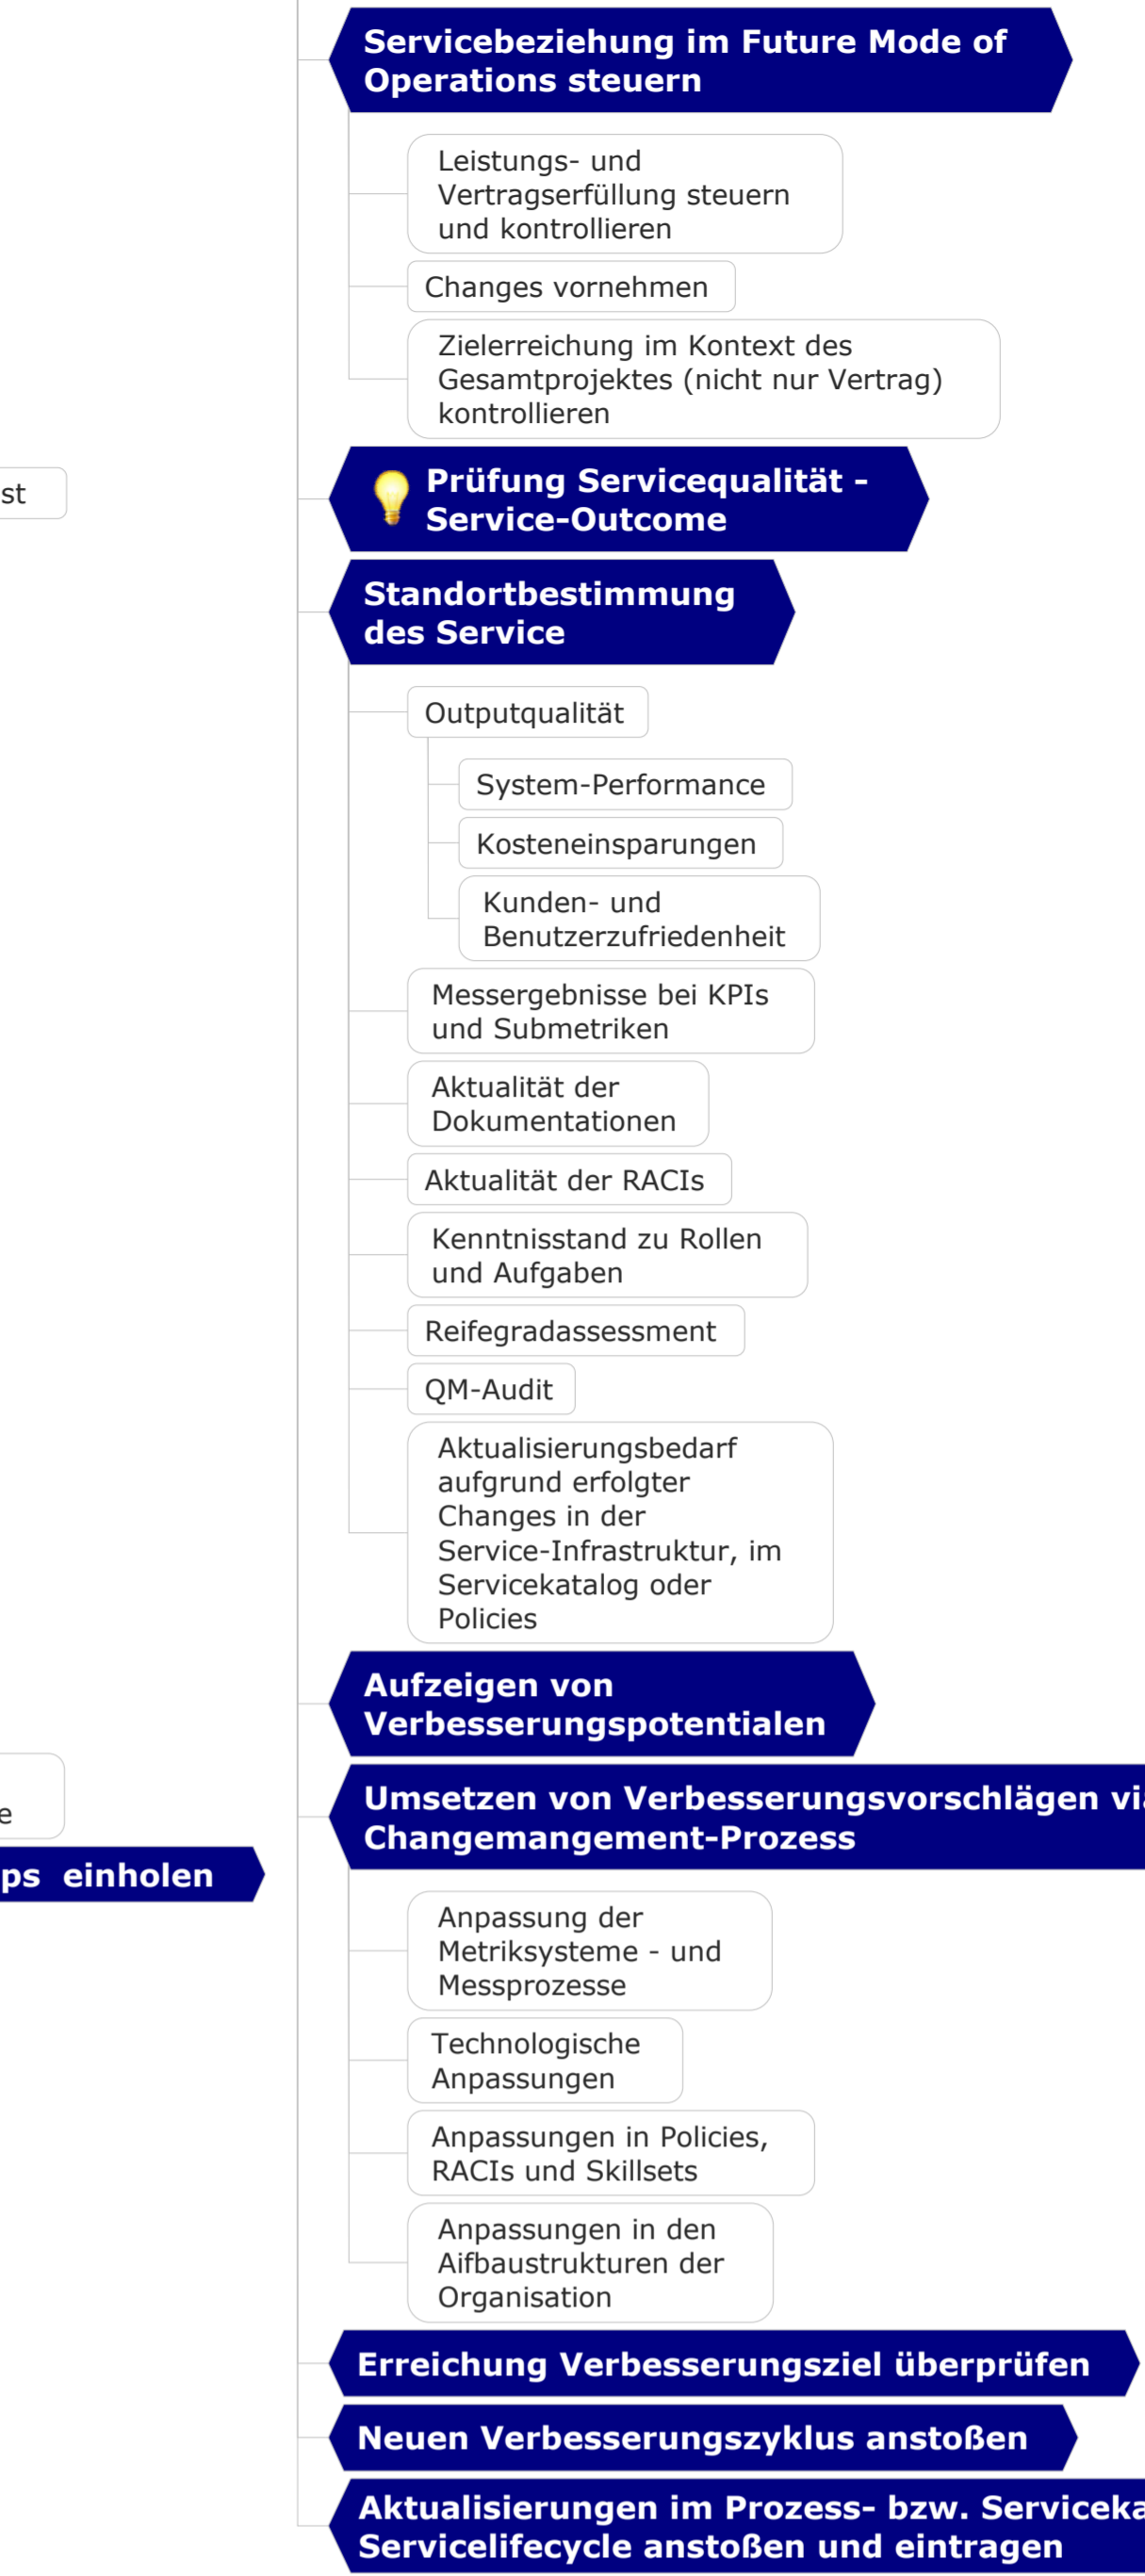 Servicebeziehung im Future Mode of
Operations steuern
Leistungs- und
Vertragserfüllung steuern
und kontrollieren
Changes vornehmen
Zielerreichung im Kontext des
Gesamtprojektes (nicht nur Vertrag)
kontrollieren
st
Prüfung Servicequalität -
Service-Outcome
Standortbestimmung
des Service
Outputqualität
System-Performance
Kosteneinsparungen
Kunden- und
Benutzerzufriedenheit
Messergebnisse bei KPIs
und Submetriken
Aktualität der
Dokumentationen
Aktualität der RACIs
Kenntnisstand zu Rollen
und Aufgaben
Reifegradassessment
QM-Audit
Aktualisierungsbedarf
aufgrund erfolgter
Changes in der
Service-Infrastruktur, im
Servicekatalog oder
Policies
Aufzeigen von
Verbesserungspotentialen
e
ps einholen
Umsetzen von Verbesserungsvorschlägen via
Changemangement-Prozess
Anpassung der
Metriksysteme - und
Messprozesse
Technologische
Anpassungen
Anpassungen in Policies,
RACIs und Skillsets
Anpassungen in den
Aifbaustrukturen der
Organisation
Erreichung Verbesserungsziel überprüfen
Neuen Verbesserungszyklus anstoßen
Aktualisierungen im Prozess- bzw. Serviceka
Servicelifecycle anstoßen und eintragen